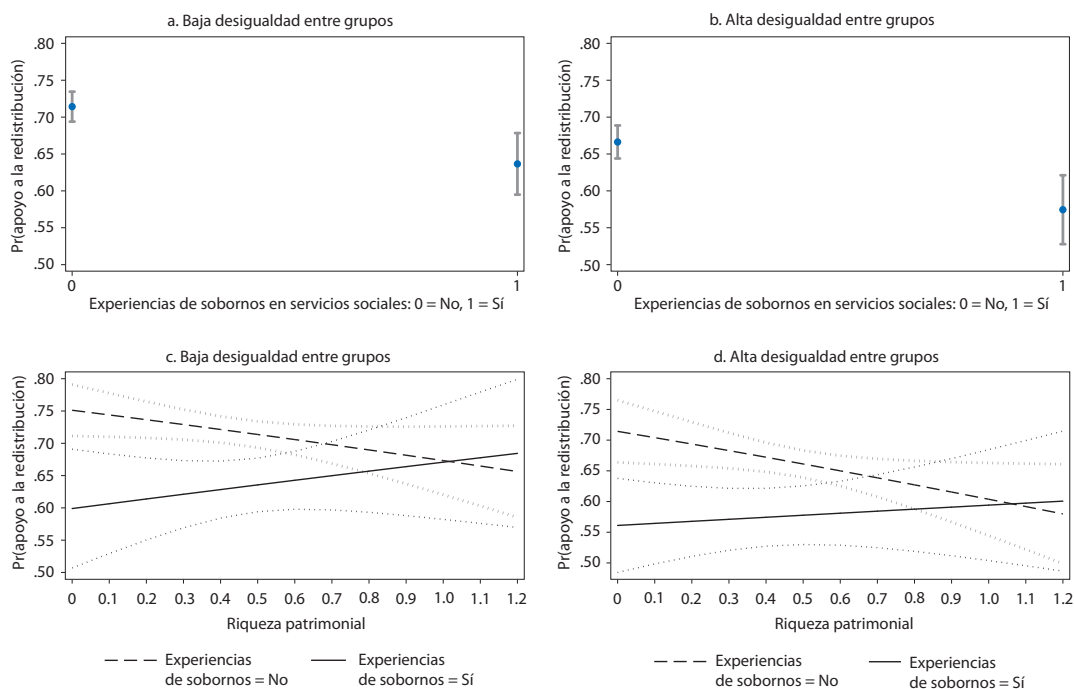 a. Baja desigualdad entre grupos
Pr(apoyo a la redistribución)
.80
.75
.70
.65
.60
.55
.50
0 1
Experiencias de sobornos en servicios sociales: 0 = No, 1 = Sí
b. Alta desigualdad entre grupos
Pr(apoyo a la redistribución)
.80
.75
.70
.65
.60
.55
.50
0 1
Experiencias de sobornos en servicios sociales: 0 = No, 1 = Sí
c. Baja desigualdad entre grupos
Pr(apoyo a la redistribución)
.80
.75
.70
.65
.60
.55
.50
0 0.1 0.2 0.3 0.4 0.5 0.6 0.7 0.8 0.9 1.0 1.1 1.2
Riqueza patrimonial
Experiencias
de sobornos = No
Experiencias
de sobornos = Sí
d. Alta desigualdad entre grupos
Pr(apoyo a la redistribución)
.80
.75
.70
.65
.60
.55
.50
0 0.1 0.2 0.3 0.4 0.5 0.6 0.7 0.8 0.9 1.0 1.1 1.2
Riqueza patrimonial
Experiencias
de sobornos = No
Experiencias
de sobornos = Sí